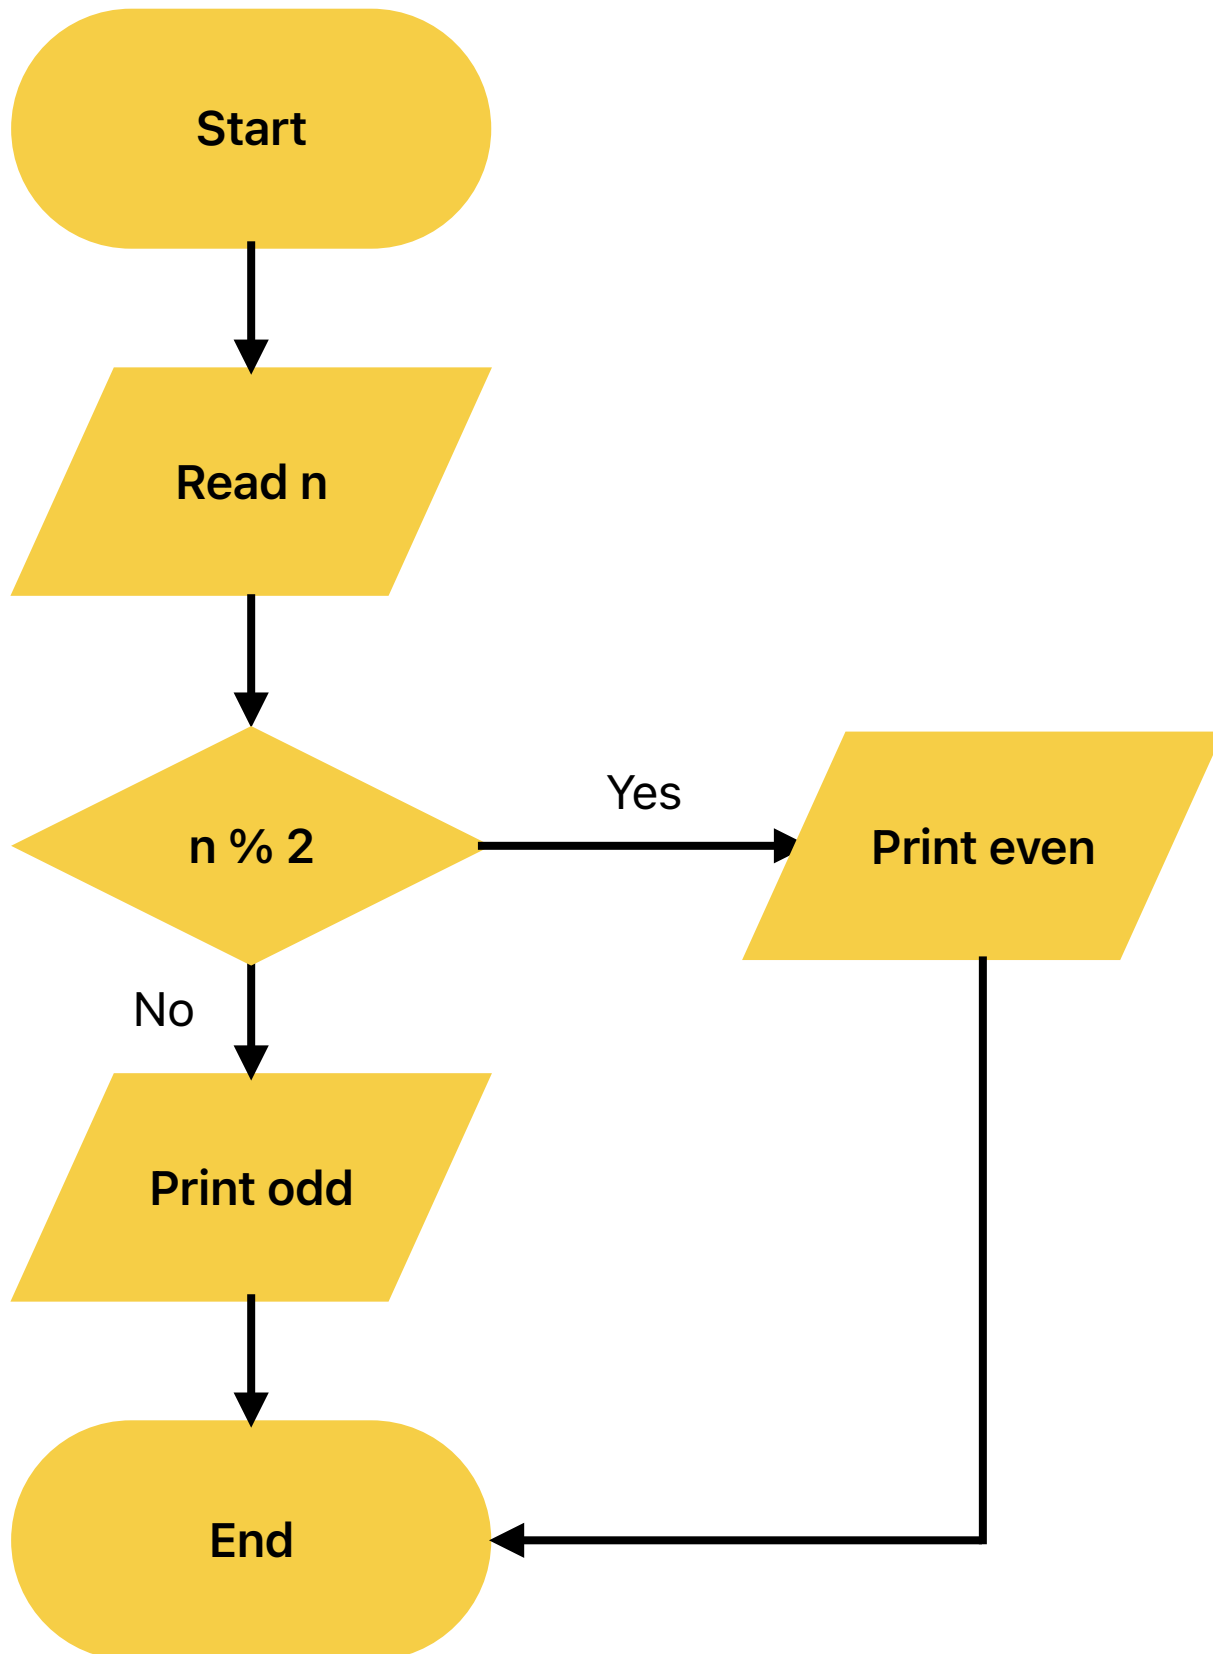 Start
Read n
n % 2
Yes
Print even
No
Print odd
End